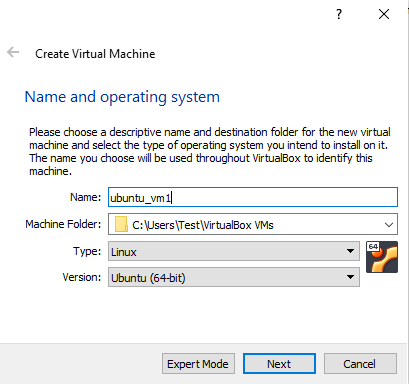 ?
Create Virtual Machine
Name and operating system
Please choose a descriptive name and destination folder for the new virtual
machine and select the type of operating system you intend to install on it.
The name you choose will be used throughout VirtualBox to identify this
machine.
Name: ubuntu_vm1
Machine Folder: C:\Users\Test\VirtualBox VMs
Type: Linux
64
Version: Ubuntu (64-bit)
Expert Mode Next Cancel